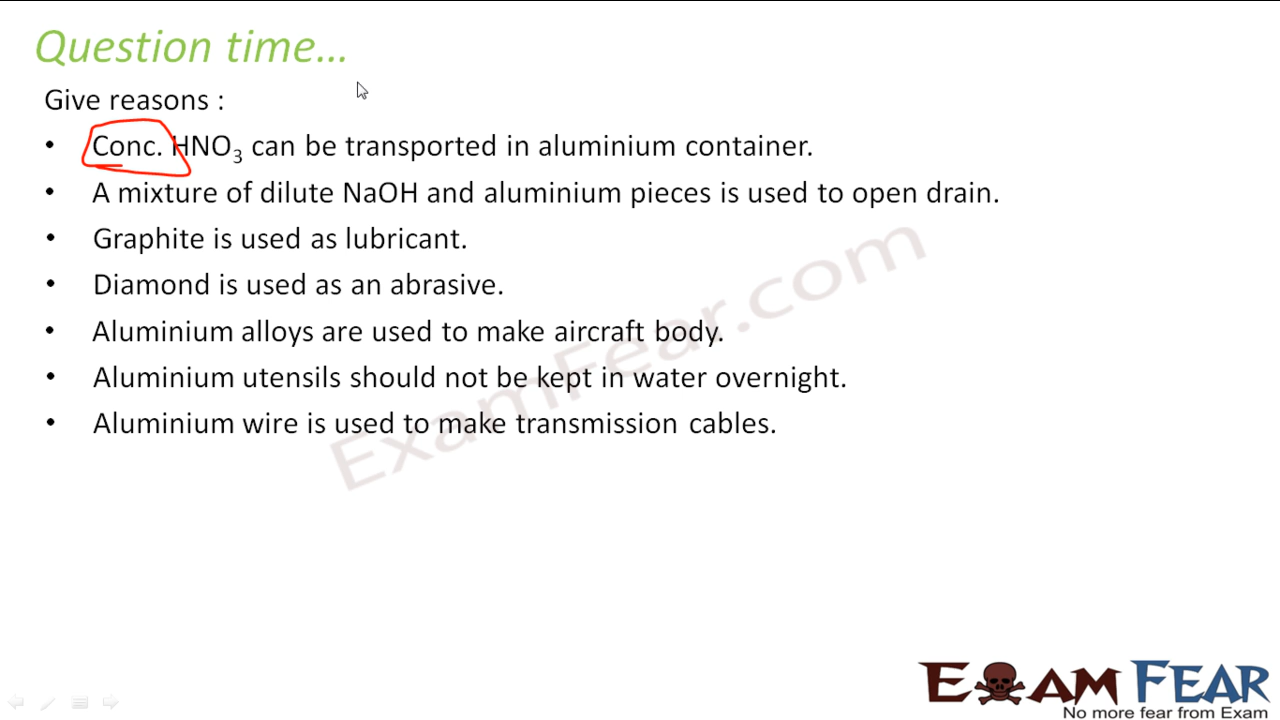 Question time...
Give reasons :
• Conc. HNO₃ can be transported in aluminium container.
• A mixture of dilute NaOH and aluminium pieces is used to open drain.
• Graphite is used as lubricant.
• Diamond is used as an abrasive.
• Aluminium alloys are used to make aircraft body.
• Aluminium utensils should not be kept in water overnight.
• Aluminium wire is used to make transmission cables.
ExamFear.com
EXAM FEAR
No more fear from Exam